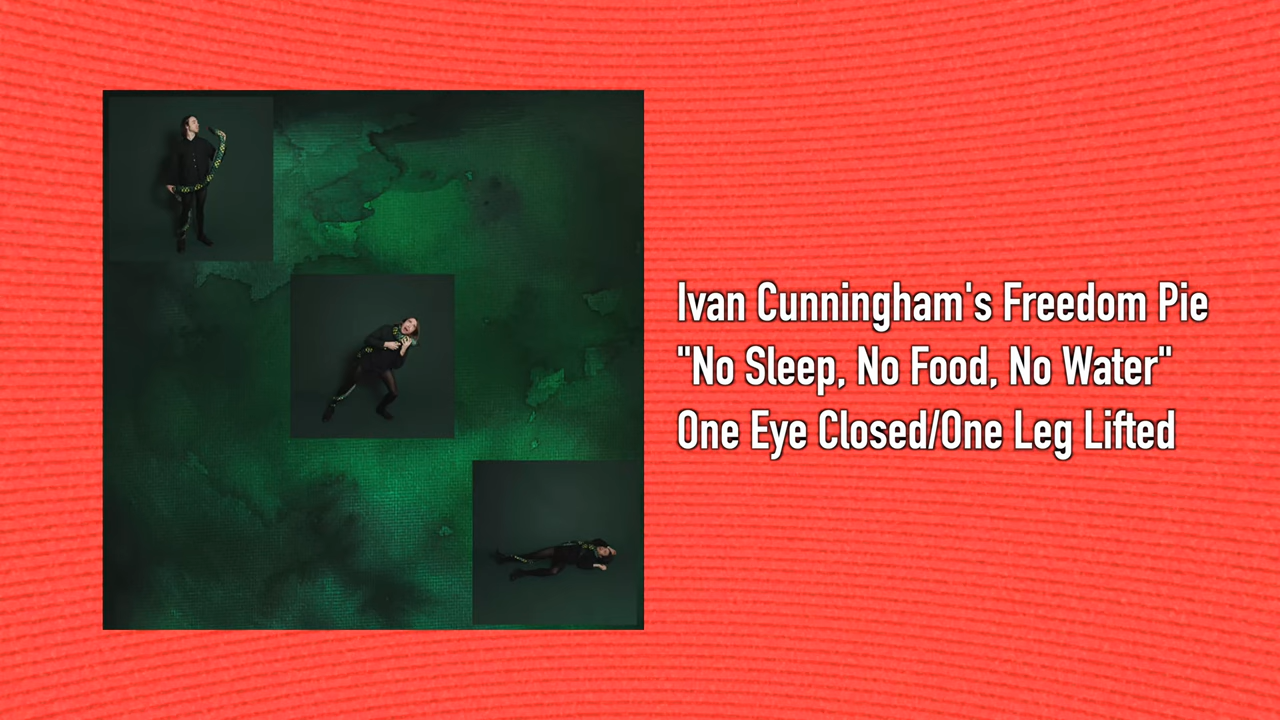 Ivan Cunningham's Freedom Pie
"No Sleep, No Food, No Water"
One Eye Closed/One Leg Lifted